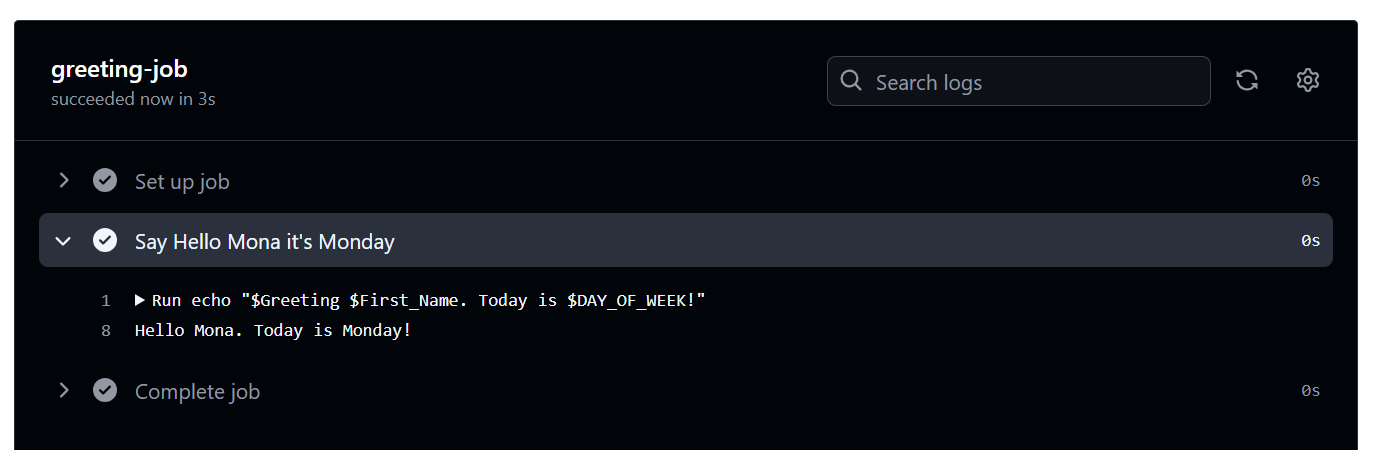 greeting-job
succeeded now in 3s
Search logs
Set up job 0s
Say Hello Mona it's Monday 0s
1 Run echo "$Greeting $First_Name. Today is $DAY_OF_WEEK!"
8 Hello Mona. Today is Monday!
Complete job 0s